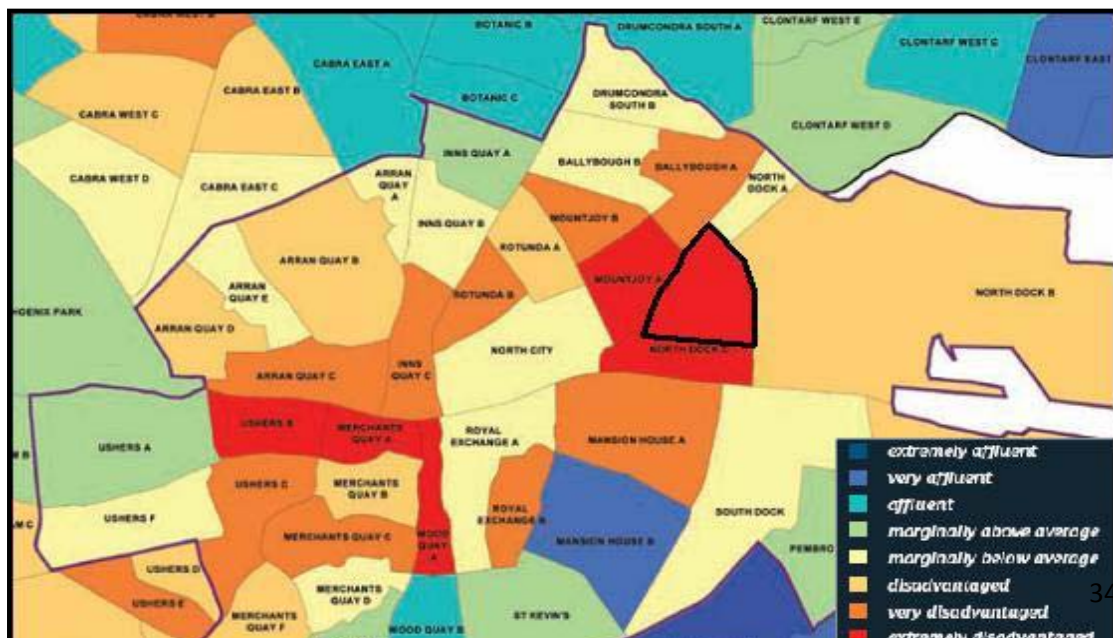 BOTANIC B
DRUMCONDRA SOUTH A
CLONTARF WEST E
CLONTARF WEST C
CLONTARF EAST
CABRA EAST A
CABRA EAST B
CABRA WEST C
BOTANIC C
DRUMCONDRA
SOUTH B
CLONTARF WEST D
INNS QUAY A
BALLYBOUGH B
BALLYBOUGH A
CABRA WEST D
CABRA EAST C
ARRAN
QUAY
A
NORTH
DOCK A
INNS QUAY B
MOUNTJOY B
ROTUNDA A
ARRAN QUAY B
ARRAN
QUAY E
MOUNTJOY A
ROTUNDA B
NORTH DOCK B
HOENIX PARK
ARRAN QUAY D
NORTH CITY
NORTH DOCK C
ARRAN QUAY C
INNS
QUAY C
USHERS B
MERCHANTS
QUAY A
ROYAL
EXCHANGE A
MANSION HOUSE A
USHERS A
M B
USHERS C
MERCHANTS
QUAY B
ROYAL
EXCHANGE B
SOUTH DOCK
USHERS F
AM C
MERCHANTS QUAY C
WOOD
QUAY
A
MANSION HOUSE B
PEMBRO
USHERS D
USHERS E
MERCHANTS
QUAY D
MERCHANTS
QUAY F
WOOD QUAY B
ST KEVIN'S
extremely affluent
very affluent
affluent
marginally above average
marginally below average
disadvantaged
very disadvantaged
extremely disadvantaged
34